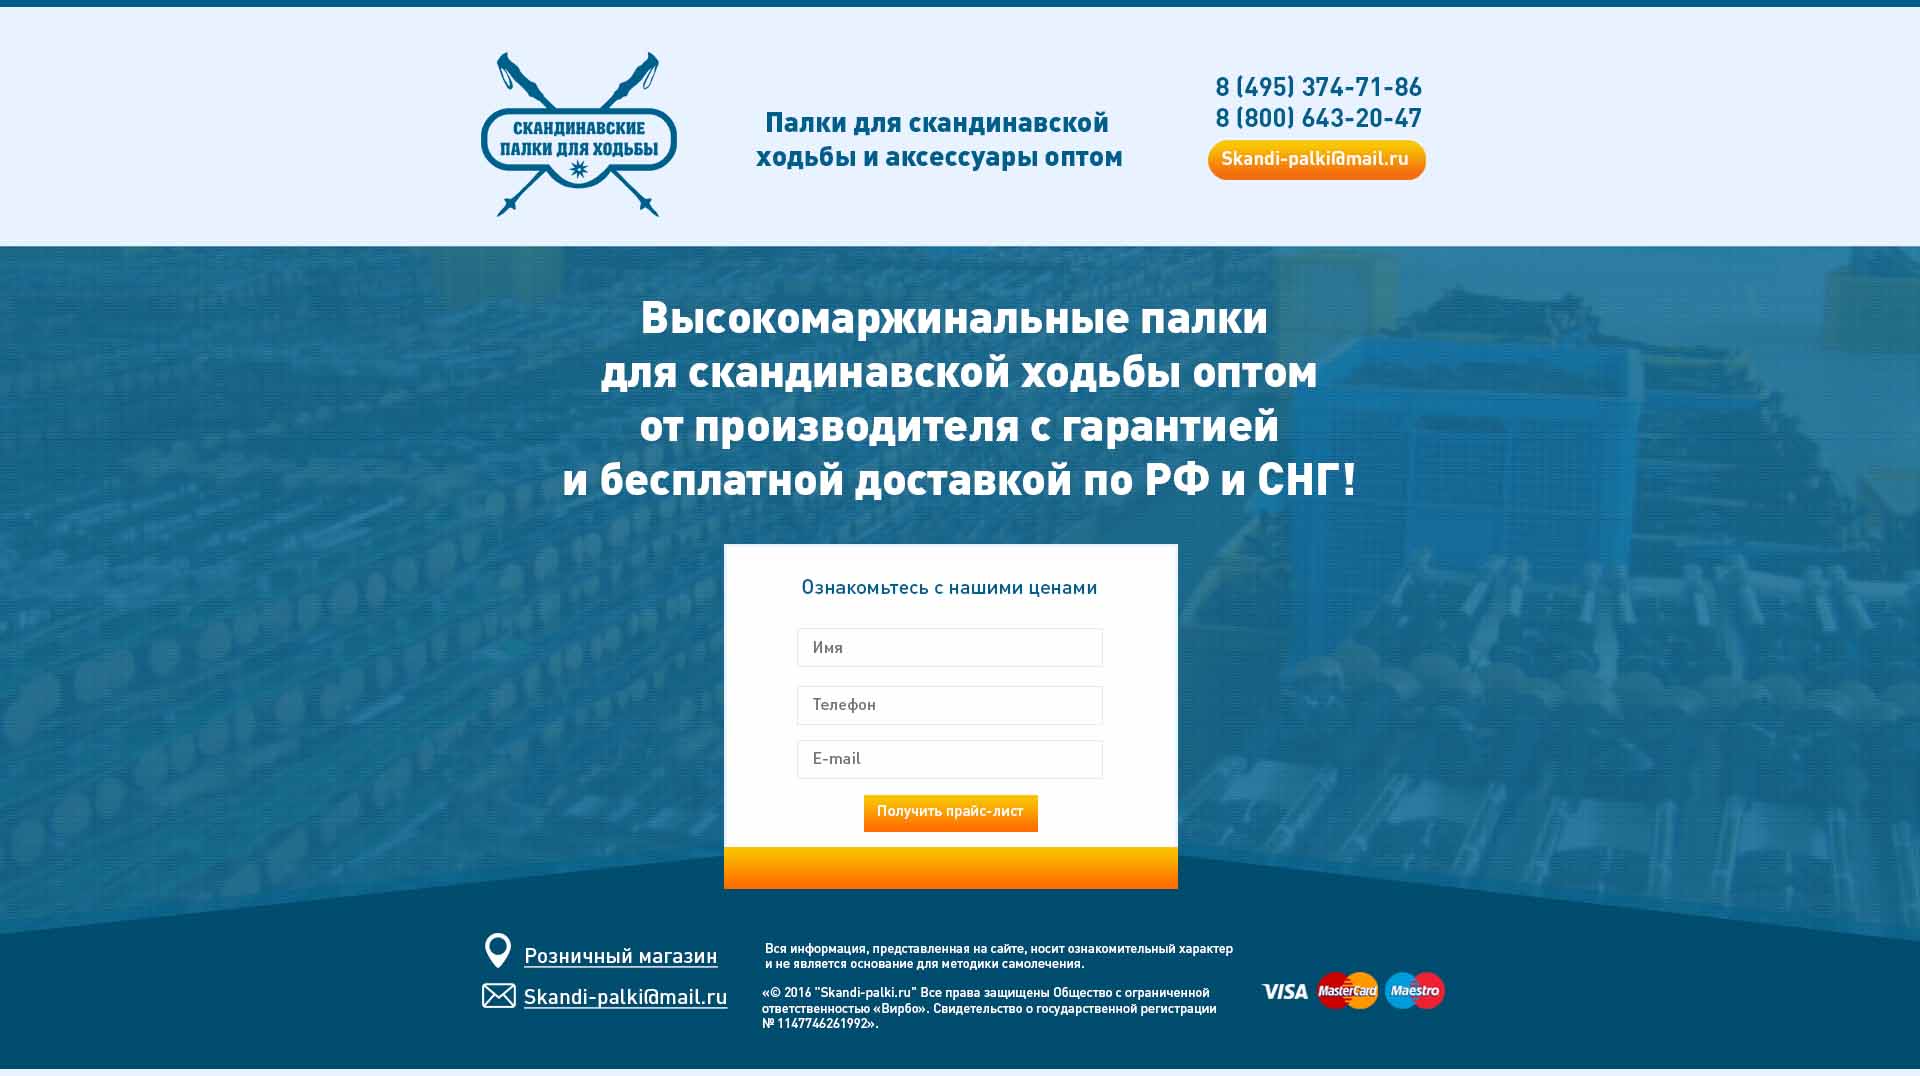 СКАНДИНАВСКИЕ
ПАЛКИ ДЛЯ ХОДЬБЫ
Палки для скандинавской
ходьбы и аксессуары оптом
8 (495) 374-71-86
8 (800) 643-20-47
Skandi-palki@mail.ru
Высокомаржинальные палки
для скандинавской ходьбы оптом
от производителя с гарантией
и бесплатной доставкой по РФ и СНГ!
Ознакомьтесь с нашими ценами
Имя
Телефон
E-mail
Получить прайс-лист
Розничный магазин
Skandi-palki@mail.ru
Вся информация, представленная на сайте, носит ознакомительный характер
и не является основание для методики самолечения.
«© 2016 "Skandi-palki.ru" Все права защищены Общество с ограниченной
ответственностью «Вирбо». Свидетельство о государственной регистрации
№ 1147746261992».
VISA MasterCard Maestro